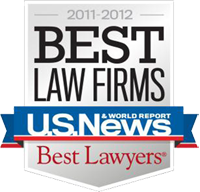 2011-2012
BEST
LAW FIRMS
U.S.News
& WORLD REPORT
Best Lawyers®